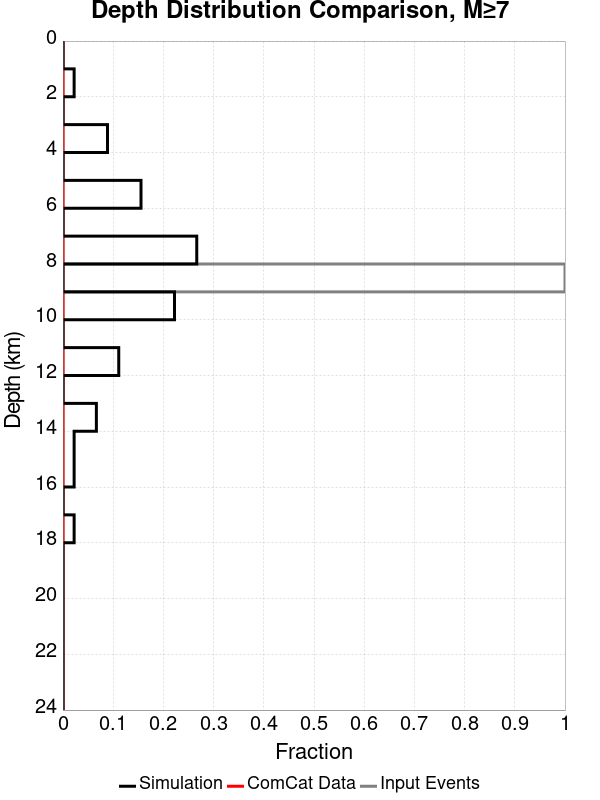 Depth Distribution Comparison, M≥7
0
2
4
6
8
10
12
14
16
18
20
22
24
Depth (km)
0 0.1 0.2 0.3 0.4 0.5 0.6 0.7 0.8 0.9 1
Fraction
Simulation ComCat Data Input Events